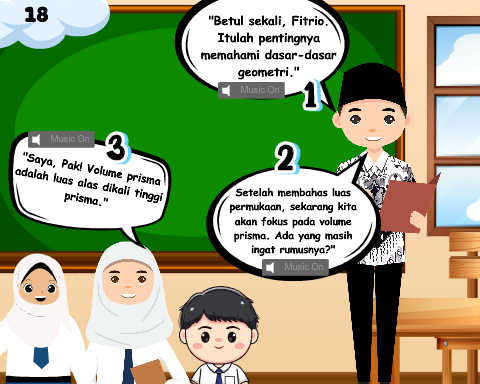 18
"Betul sekali, Fitrio.
Itulah pentingnya
memahami dasar-dasar
geometri."
Music On
1
2
Setelah membahas luas
permukaan, sekarang kita
akan fokus pada volume
prisma. Ada yang masih
ingat rumusnya?"
Music On
Music On
3
"Saya, Pak! Volume prisma
adalah luas alas dikali tinggi
prisma."